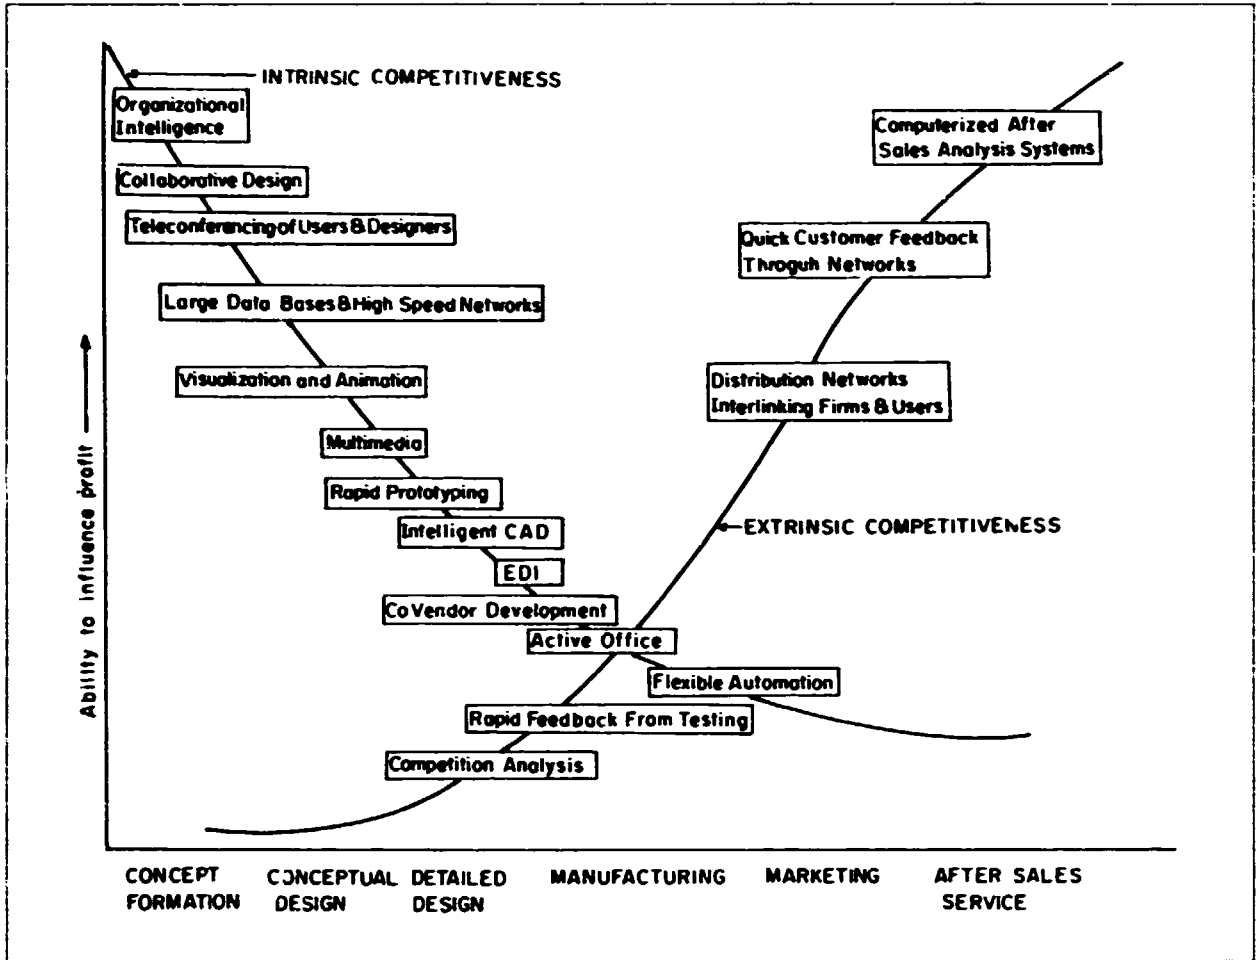 INTRINSIC COMPETITIVENESS
Organizational
Intelligence
Collaborative Design
Teleconferencing of Users & Designers
Large Data Bases & High Speed Networks
Visualization and Animation
Multimedia
Rapid Prototyping
Intelligent CAD
EDI
Co Vendor Development
Active Office
Flexible Automation
Rapid Feedback From Testing
Competition Analysis
Computerized After
Sales Analysis Systems
Quick Customer Feedback
Throguh Networks
Distribution Networks
Interlinking Firms & Users
EXTRINSIC COMPETITIVENESS
Ability to influence profit
CONCEPT
FORMATION
CONCEPTUAL
DESIGN
DETAILED
DESIGN
MANUFACTURING
MARKETING
AFTER SALES
SERVICE